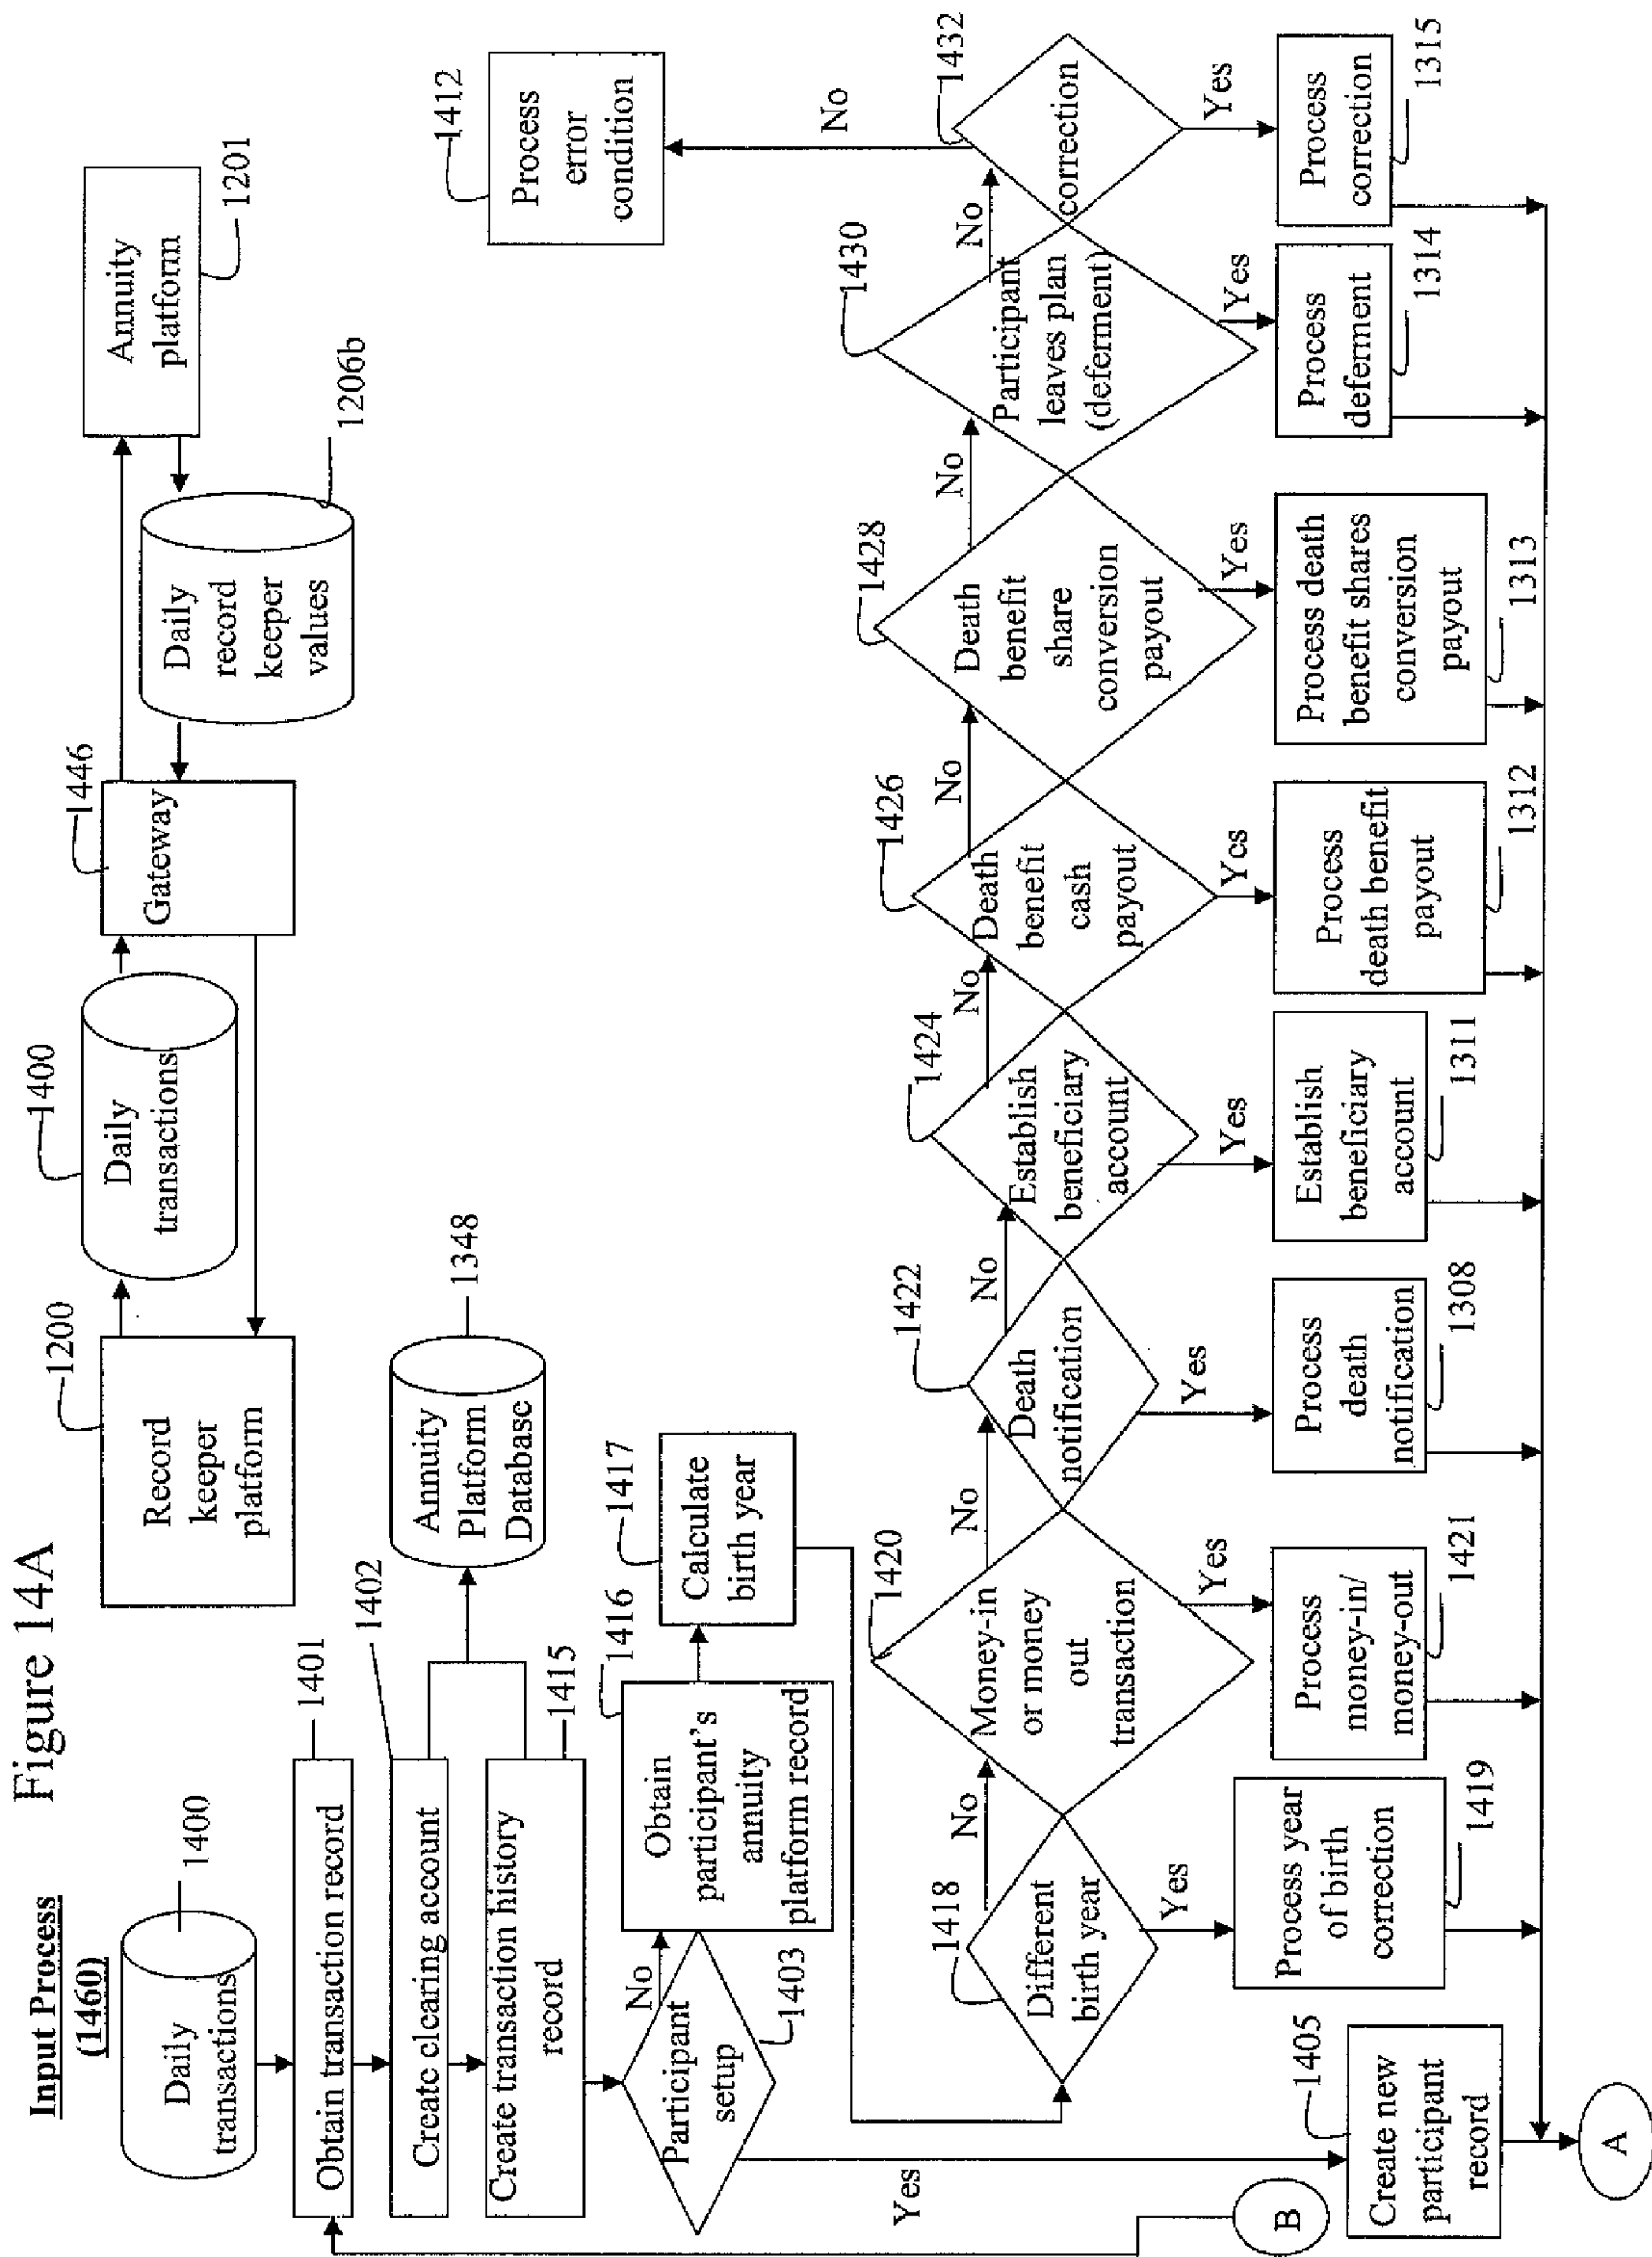 Figure 14A
Input Process
(1460)
Daily
transactions
1400
Obtain transaction record
1401
Create clearing account
1402
Create transaction history
record
1415
Annuity
Platform
Database
1348
Participant
setup
1403
No
Yes
Obtain
participant's
annuity
platform record
1416
Calculate
birth year
1417
Record
keeper
platform
1200
Daily
transactions
1400
Gateway
1446
Daily
record
keeper
values
1206b
Annuity
platform
1201
Different
birth year
1418
No
Yes
Process year
of birth
correction
1419
Money-in
or money
out
transaction
1420
No
Yes
Process
money-in/
money-out
1421
Death
notification
1422
No
Yes
Process
death
notification
1308
Establish
beneficiary
account
1424
No
Yes
Establish
beneficiary
account
1311
Death
benefit
cash
payout
1426
No
Yes
Process
death benefit
payout
1312
Death
benefit
share
conversion
payout
1428
No
Yes
Process death
benefit shares
conversion
payout
1313
Participant
leaves plan
(deferment)
1430
No
Yes
Process
deferment
1314
correction
1432
No
Yes
Process
correction
1315
Process
error
condition
1412
B
Create new
participant
record
1405
A